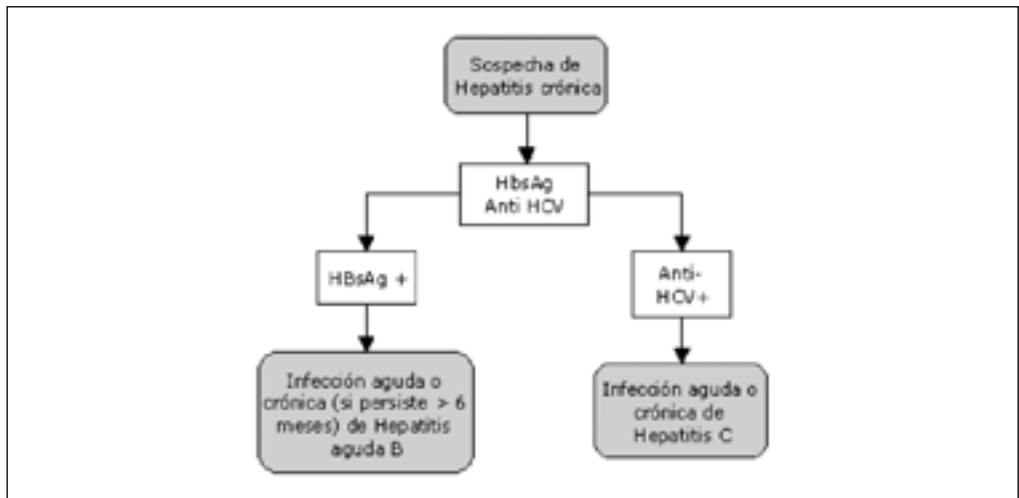 Sospecha de
Hepatitis crónica
HbsAg
Anti HCV
HBsAg +
Anti-
HCV+
Infección aguda o
crónica (si persiste > 6
meses) de Hepatitis
aguda B
Infección aguda o
crónica de
Hepatitis C